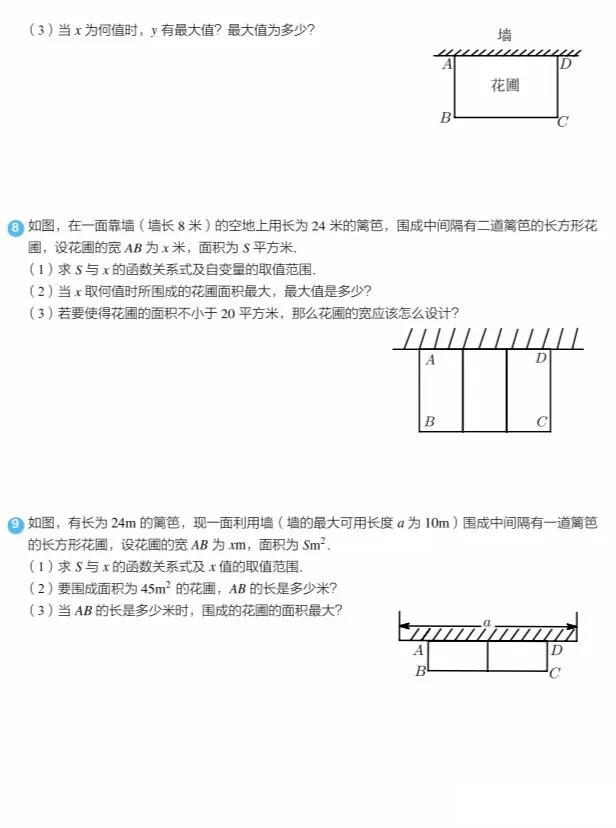 （3）当 x 为何值时，y 有最大值？最大值为多少？
墙
A D
花圃
B C
8 如图，在一面靠墙（墙长 8 米）的空地上用长为 24 米的篱笆，围成中间隔有二道篱笆的长方形花
圃，设花圃的宽 AB 为 x 米，面积为 S 平方米.
（1）求 S 与 x 的函数关系式及自变量的取值范围.
（2）当 x 取何值时所围成的花圃面积最大，最大值是多少？
（3）若要使得花圃的面积不小于 20 平方米，那么花圃的宽应该怎么设计？
A D
B C
9 如图，有长为 24m 的篱笆，现一面利用墙（墙的最大可用长度 a 为 10m）围成中间隔有一道篱笆
的长方形花圃，设花圃的宽 AB 为 xm，面积为 Sm².
（1）求 S 与 x 的函数关系式及 x 值的取值范围.
（2）要围成面积为 45m² 的花圃，AB 的长是多少米？
（3）当 AB 的长是多少米时，围成的花圃的面积最大？
a
A D
B C